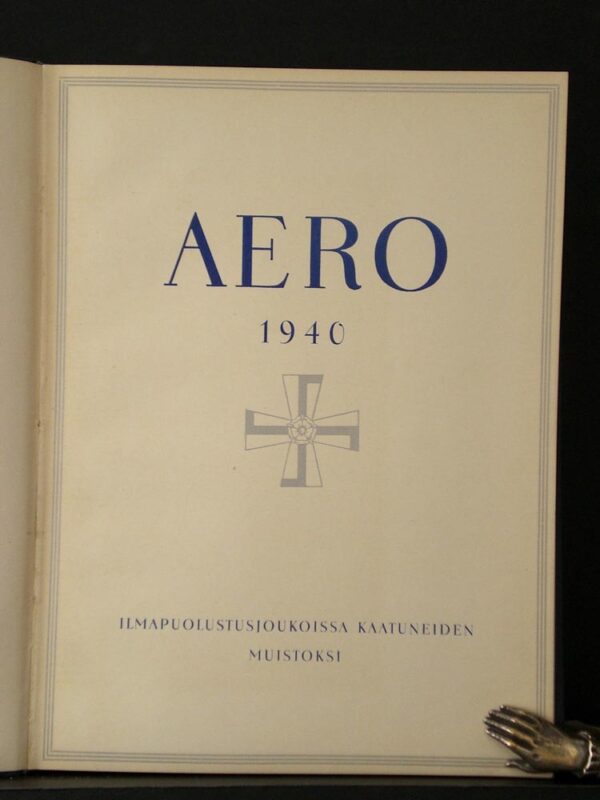 AERO
1940
ILMAPUOLUSTUSJOUKOISSA KAATUNEIDEN
MUISTOKSI